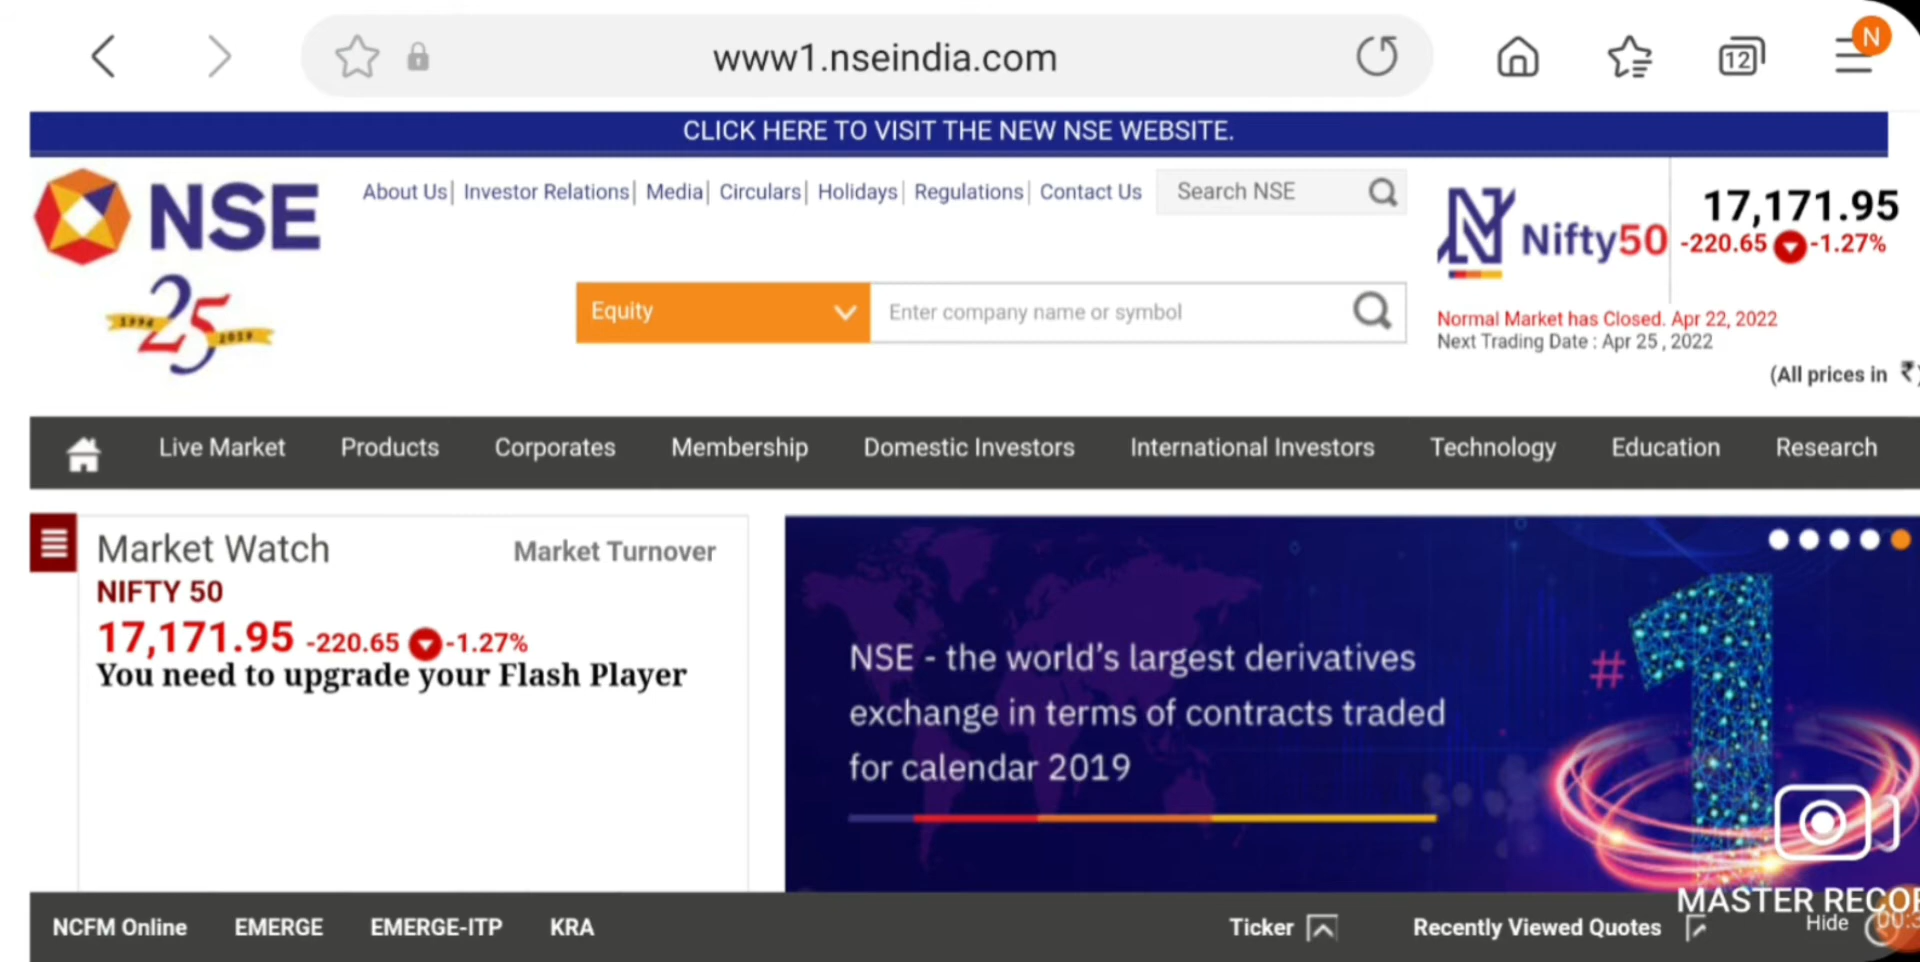 www1.nseindia.com
12
N
CLICK HERE TO VISIT THE NEW NSE WEBSITE.
NSE
About Us| Investor Relations| Media| Circulars| Holidays| Regulations| Contact Us
Search NSE
Nifty50
17,171.95
-220.65 -1.27%
1994 25 2019
Equity
Enter company name or symbol
Normal Market has Closed. Apr 22, 2022
Next Trading Date : Apr 25 , 2022
(All prices in ₹)
Live Market Products Corporates Membership Domestic Investors International Investors Technology Education Research
Market Watch
Market Turnover
NIFTY 50
17,171.95 -220.65 -1.27%
You need to upgrade your Flash Player
NSE - the world's largest derivatives
exchange in terms of contracts traded
for calendar 2019
#1
MASTER
NCFM Online EMERGE EMERGE-ITP KRA
Ticker
Recently Viewed Quotes
Hide